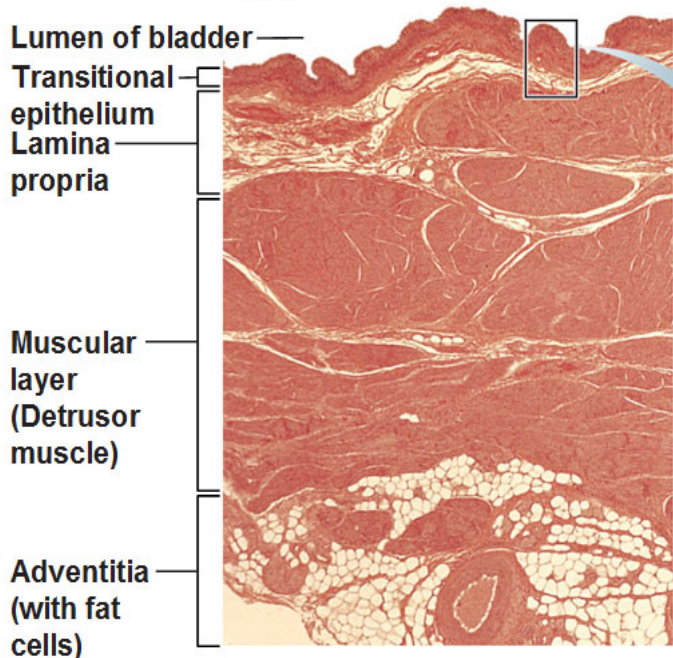 Lumen of bladder
Transitional
epithelium
Lamina
propria
Muscular
layer
(Detrusor
muscle)
Adventitia
(with fat
cells)